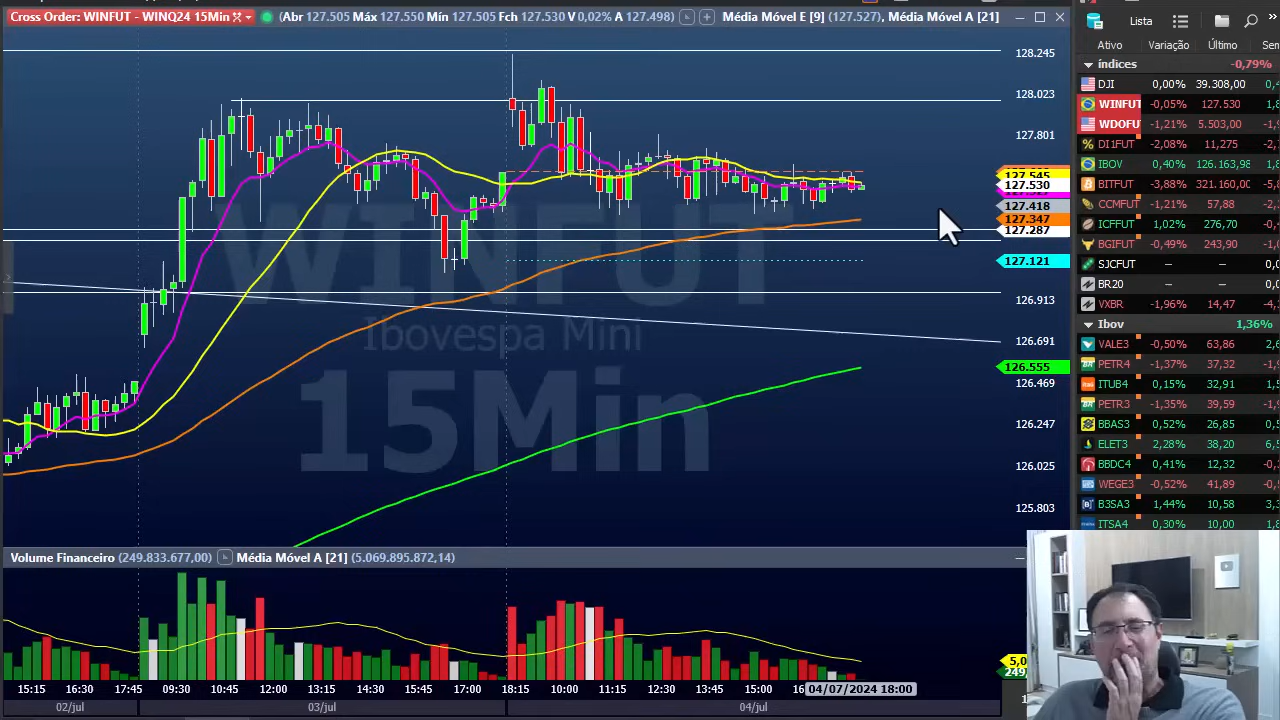 Cross Order: WINFUT - WINQ24 15Min
(Abr 127.505 Máx 127.550 Mín 127.505 Fch 127.530 V 0,02% A 127.498)
Média Móvel E [9] (127.527), Média Móvel A [21]
WINFUT
Ibovespa Mini
15Min
128.245
128.023
127.801
127.545
127.530
127.418
127.347
127.287
127.121
126.913
126.691
126.555
126.469
126.247
126.025
125.803
Volume Financeiro (249.833.677,00) Média Móvel A [21] (5.069.895.872,14)
15:15 16:30 17:45 09:30 10:45 12:00 13:15 14:30 15:45 17:00 18:15 10:00 11:15 12:30 13:45 15:00 04/07/2024 18:00
02/jul 03/jul 04/jul
Lista
Ativo Variação Último
índices -0,79%
DJI 0,00% 39.308,00
WINFUT -0,05% 127.530
WDOFU -1,21% 5.503,00
DI1FUT -2,08% 11,275
IBOV 0,40% 126.163,98
BITFUT -3,88% 321.160,00
CCMFUT -1,21% 57,88
ICFFUT 1,02% 276,70
BGIFUT -0,49% 243,90
SJCFUT – –
BR20 – –
VXBR -1,96% 14,47
Ibov 1,36%
VALE3 -0,50% 63,86
PETR4 -1,37% 37,32
ITUB4 0,15% 32,91
PETR3 -1,35% 39,59
BBAS3 0,52% 26,85
ELET3 2,28% 38,20
BBDC4 0,41% 12,32
WEGE3 -0,52% 41,89
B3SA3 1,44% 10,58
ITSA4 0,30% 10,00